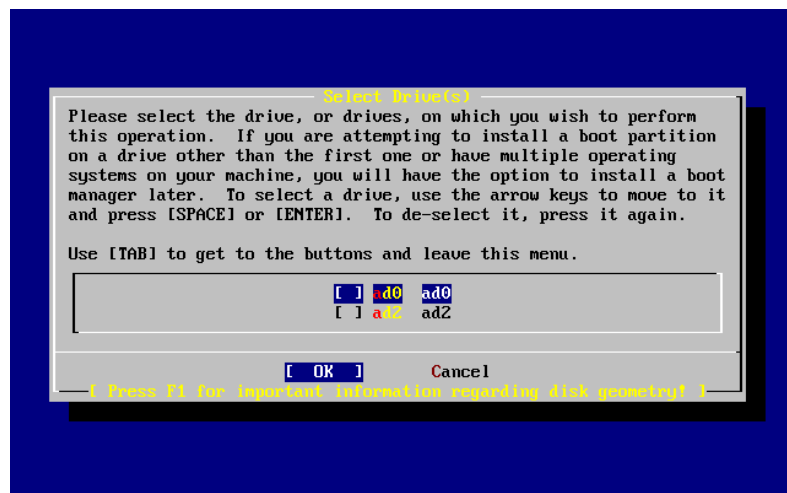 Select Drive(s)
Please select the drive, or drives, on which you wish to perform
this operation.  If you are attempting to install a boot partition
on a drive other than the first one or have multiple operating
systems on your machine, you will have the option to install a boot
manager later.  To select a drive, use the arrow keys to move to it
and press [SPACE] or [ENTER].  To de-select it, press it again.
Use [TAB] to get to the buttons and leave this menu.
[ ] ad0  ad0
[ ] ad2  ad2
[  OK  ]       Cancel
[ Press F1 for important information regarding disk geometry! ]